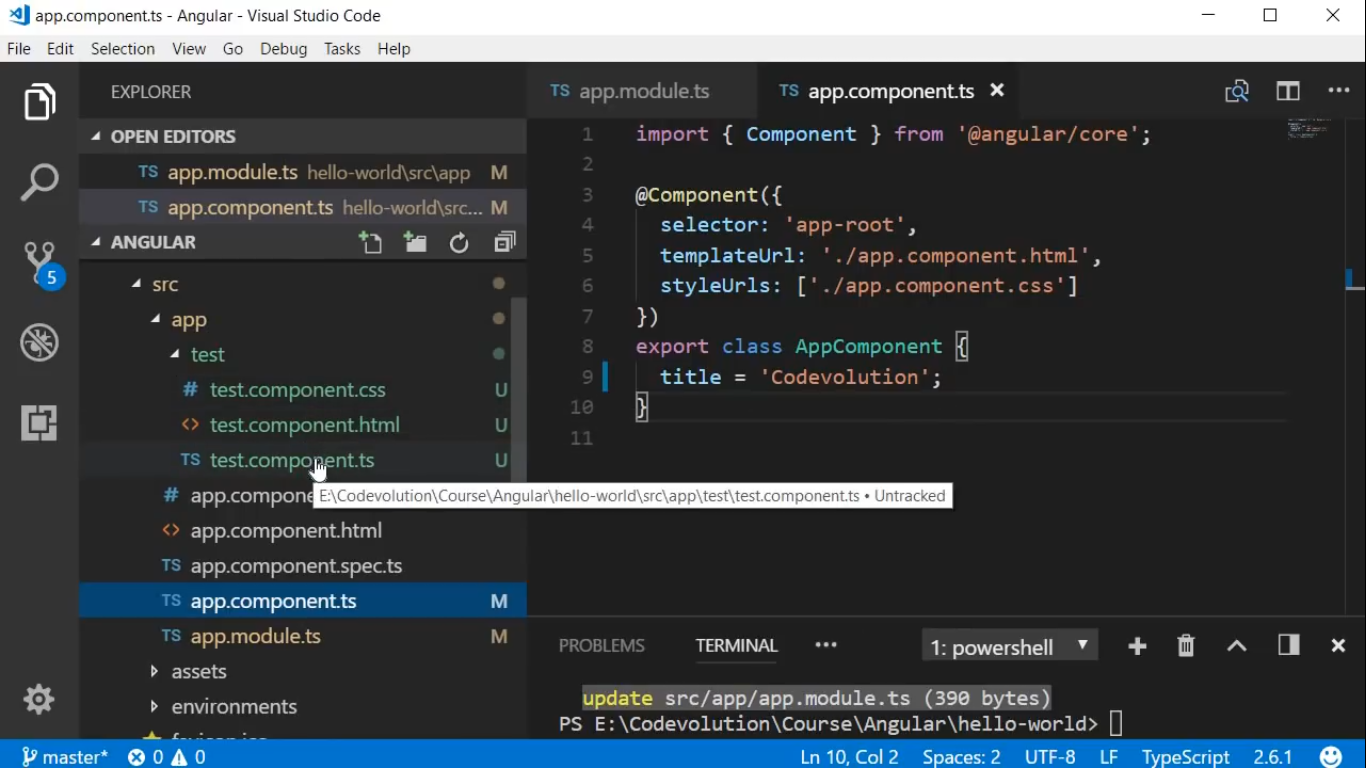 app.component.ts - Angular - Visual Studio Code
File Edit Selection View Go Debug Tasks Help
EXPLORER
OPEN EDITORS
TS app.module.ts hello-world\src\app M
TS app.component.ts hello-world\src... M
ANGULAR
src
app
test
# test.component.css U
<> test.component.html U
TS test.component.ts U
# app.compone
E:\Codevolution\Course\Angular\hello-world\src\app\test\test.component.ts • Untracked
<> app.component.html
TS app.component.spec.ts
TS app.component.ts M
TS app.module.ts M
assets
environments
5
TS app.module.ts TS app.component.ts
1 import { Component } from '@angular/core';
2
3 @Component({
4 selector: 'app-root',
5 templateUrl: './app.component.html',
6 styleUrls: ['./app.component.css']
7 })
8 export class AppComponent {
9 title = 'Codevolution';
10 }
11
PROBLEMS TERMINAL ••• 1: powershell
update src/app/app.module.ts (390 bytes)
PS E:\Codevolution\Course\Angular\hello-world>
master* 0 0 Ln 10, Col 2 Spaces: 2 UTF-8 LF TypeScript 2.6.1